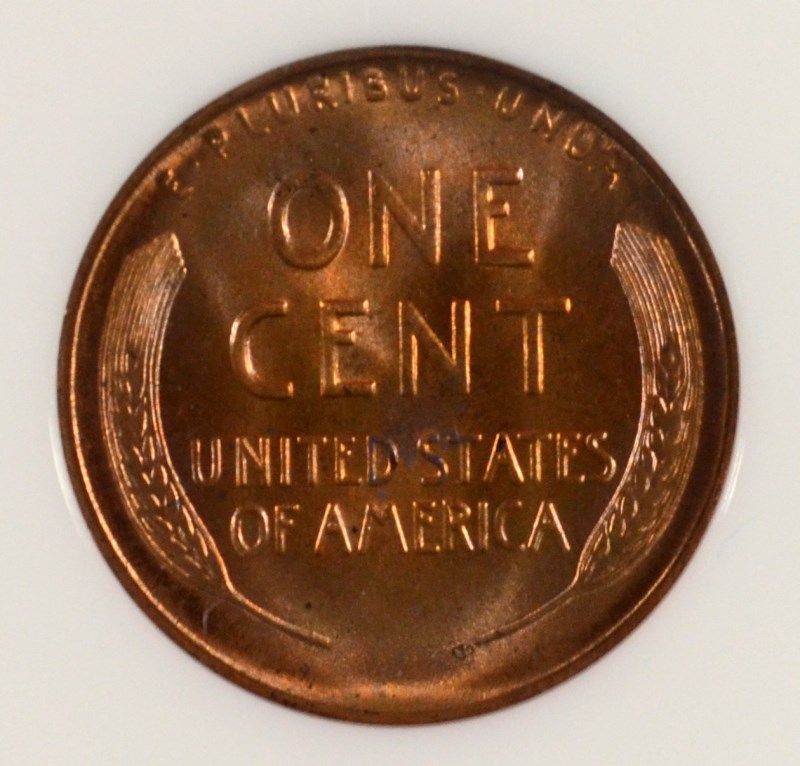 E·PLURIBUS·UNUM
ONE
CENT
UNITED STATES
OF AMERICA